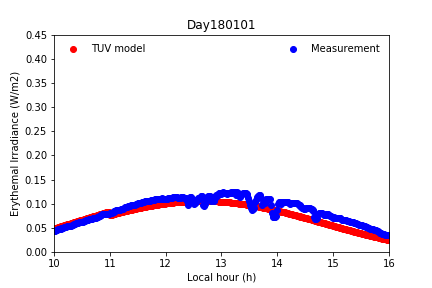 Day180101
TUV model
Measurement
Erythemal Irradiance (W/m2)
0.45
0.40
0.35
0.30
0.25
0.20
0.15
0.10
0.05
0.00
10 11 12 13 14 15 16
Local hour (h)